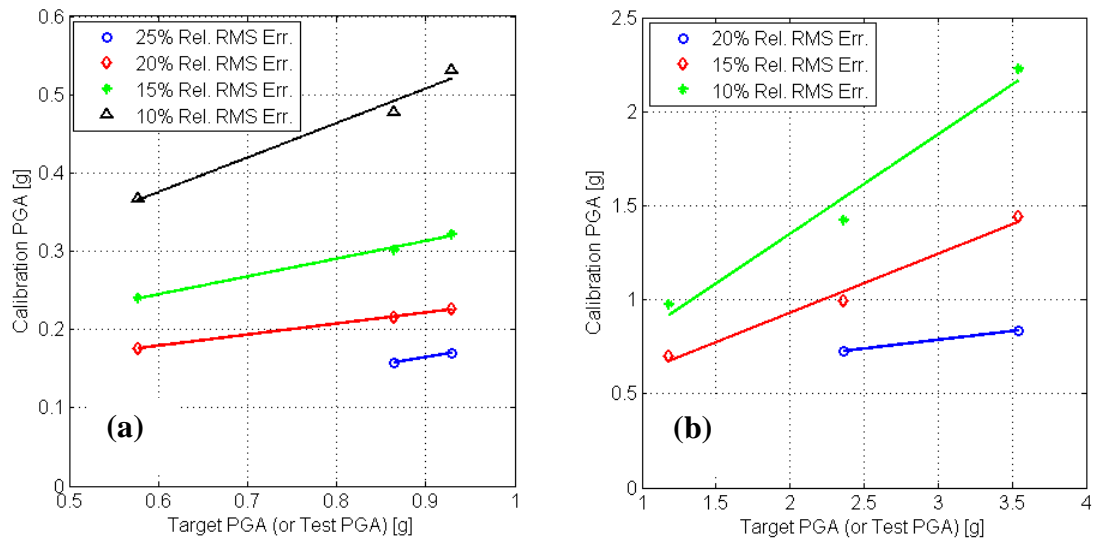 25% Rel. RMS Err.
20% Rel. RMS Err.
15% Rel. RMS Err.
10% Rel. RMS Err.
0.6
0.5
0.4
0.3
0.2
0.1
0
Calibration PGA [g]
(a)
0.5 0.6 0.7 0.8 0.9 1
Target PGA (or Test PGA) [g]
20% Rel. RMS Err.
15% Rel. RMS Err.
10% Rel. RMS Err.
2.5
2
1.5
1
0.5
0
Calibration PGA [g]
(b)
1 1.5 2 2.5 3 3.5 4
Target PGA (or Test PGA) [g]